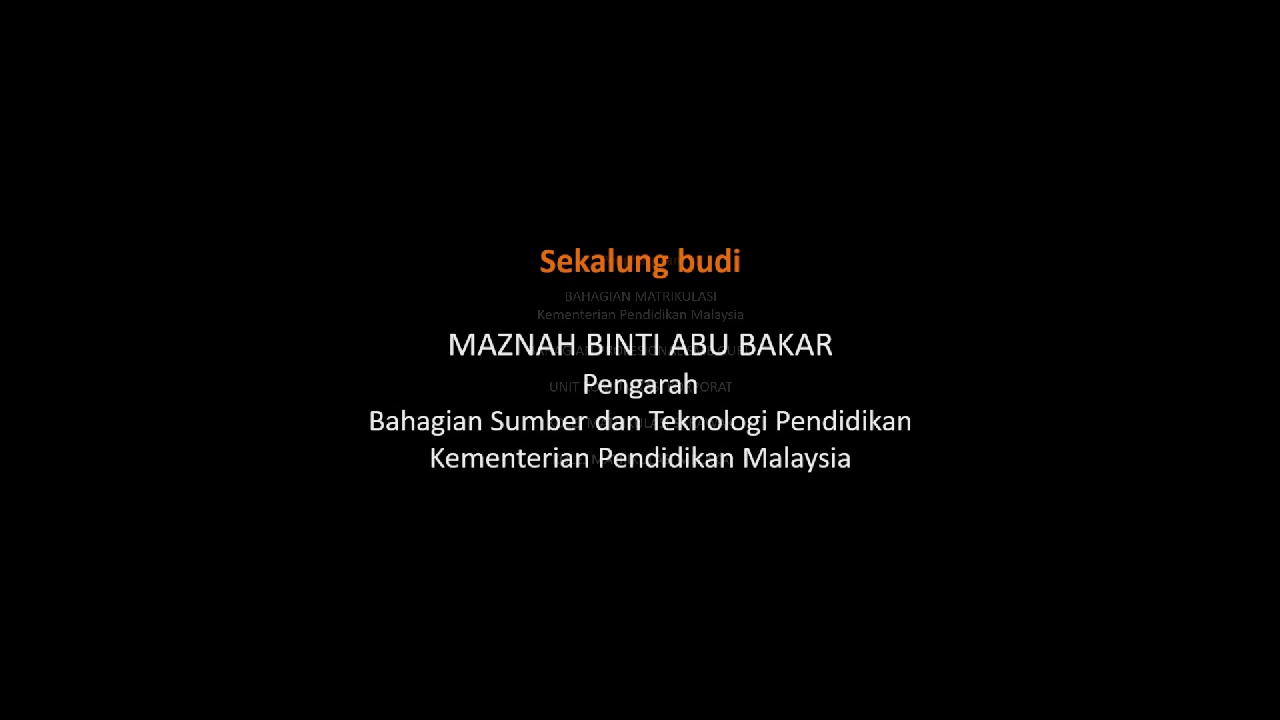 Sekalung budi
BAHAGIAN MATRIKULASI
Kementerian Pendidikan Malaysia
MAZNAH BINTI ABU BAKAR
Pengarah
UNIT
Bahagian Sumber dan Teknologi Pendidikan
Kementerian Pendidikan Malaysia